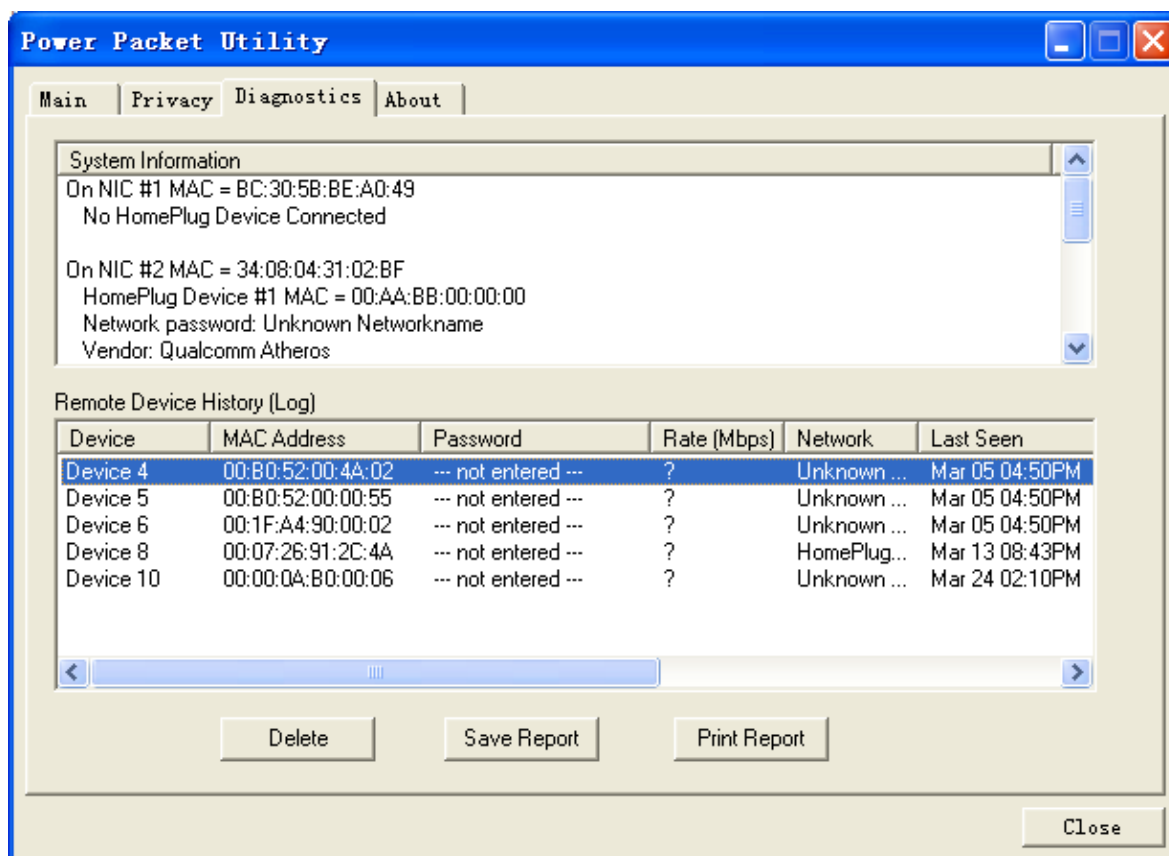 Power Packet Utility
Main Privacy Diagnostics About
System Information
On NIC #1 MAC = BC:30:5B:BE:A0:49
No HomePlug Device Connected
On NIC #2 MAC = 34:08:04:31:02:BF
HomePlug Device #1 MAC = 00:AA:BB:00:00:00
Network password: Unknown Networkname
Vendor: Qualcomm Atheros
Remote Device History (Log)
Device MAC Address Password Rate (Mbps) Network Last Seen
Device 4 00:B0:52:00:4A:02 --- not entered --- ? Unknown ... Mar 05 04:50PM
Device 5 00:B0:52:00:00:55 --- not entered --- ? Unknown ... Mar 05 04:50PM
Device 6 00:1F:A4:90:00:02 --- not entered --- ? Unknown ... Mar 05 04:50PM
Device 8 00:07:26:91:2C:4A --- not entered --- ? HomePlug... Mar 13 08:43PM
Device 10 00:00:0A:B0:00:06 --- not entered --- ? Unknown ... Mar 24 02:10PM
Delete Save Report Print Report
Close